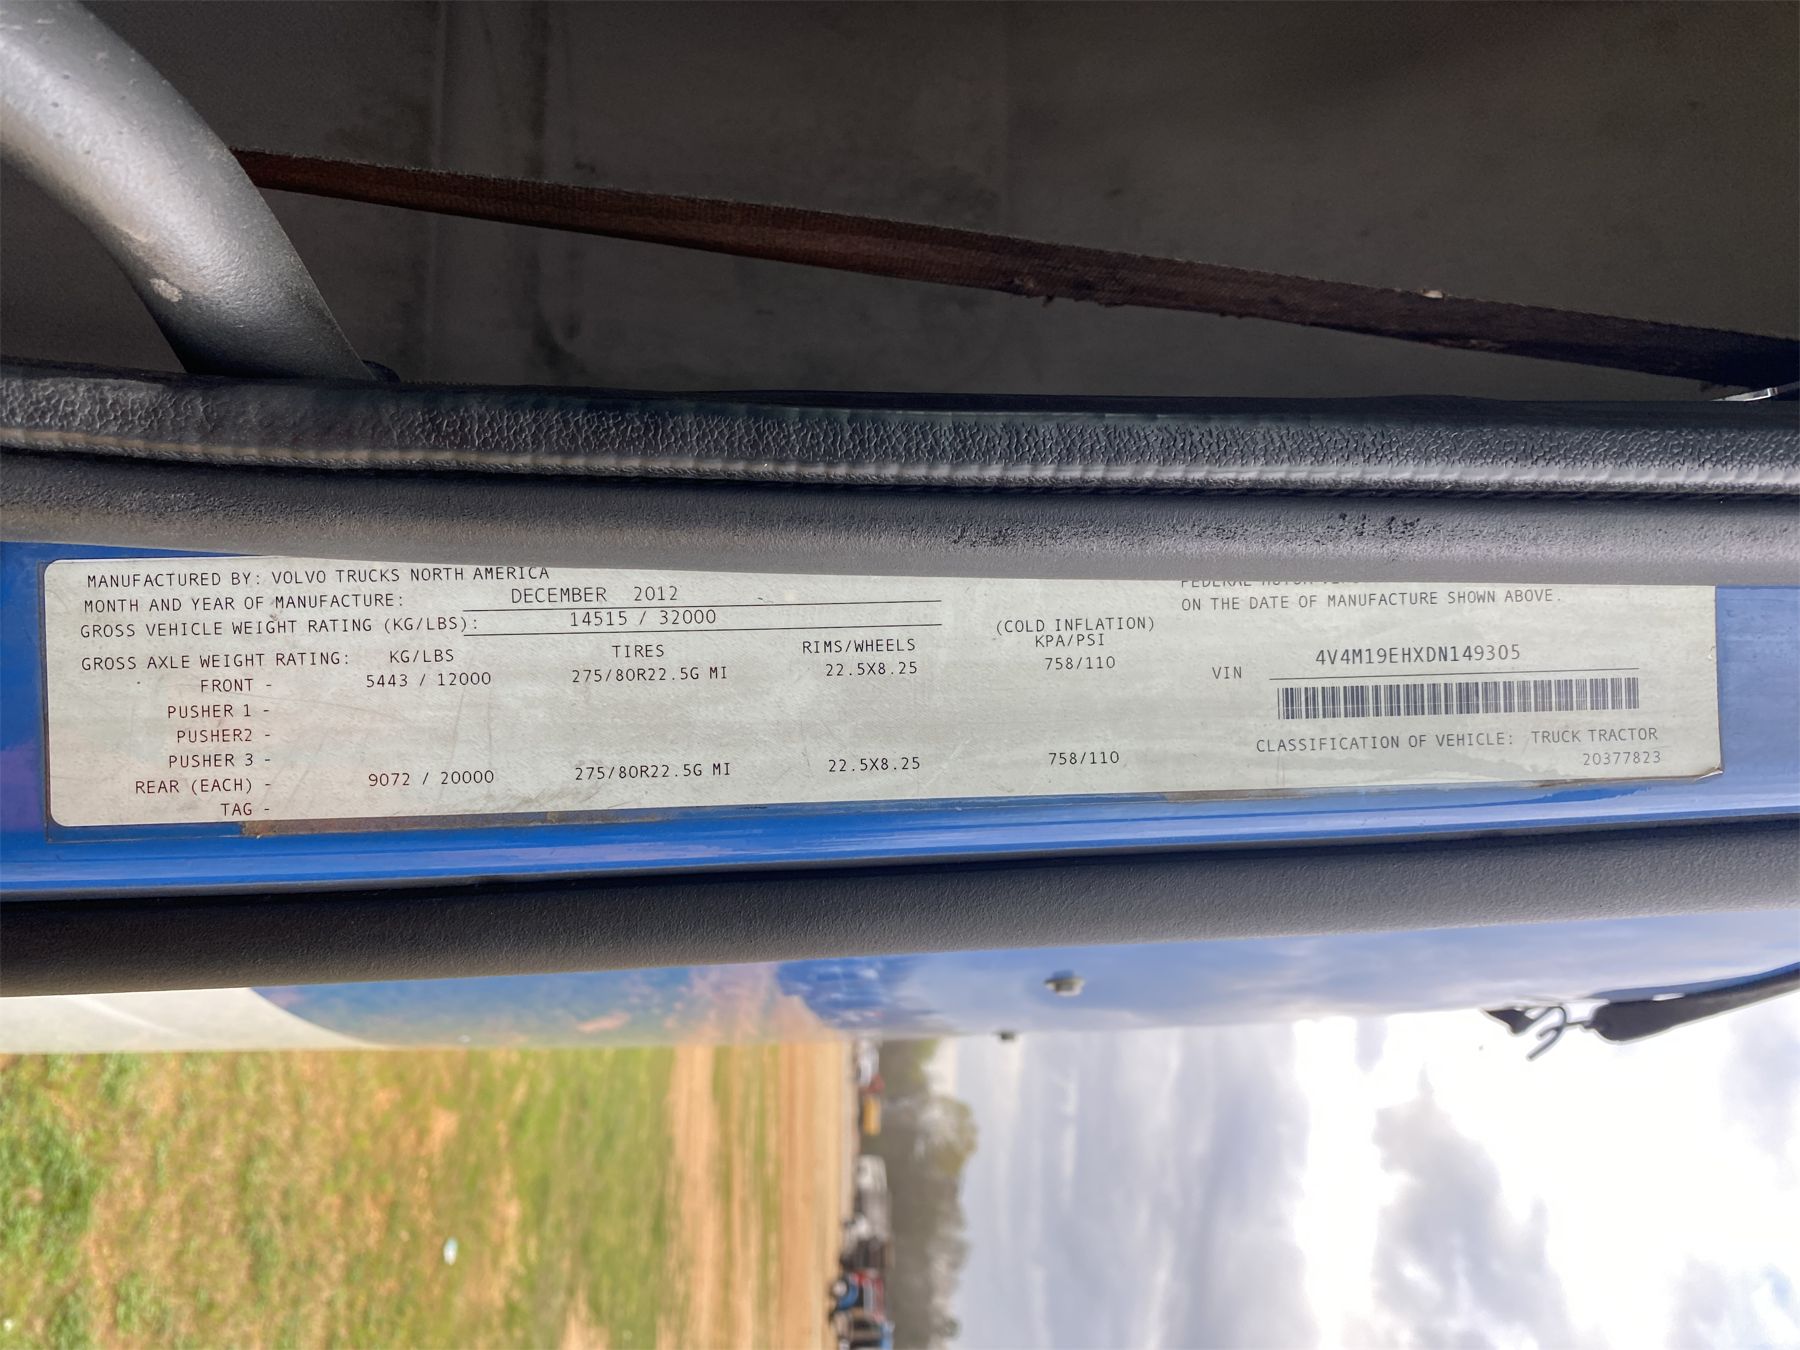 MANUFACTURED BY: VOLVO TRUCKS NORTH AMERICA
MONTH AND YEAR OF MANUFACTURE: DECEMBER 2012
GROSS VEHICLE WEIGHT RATING (KG/LBS): 14515 / 32000
GROSS AXLE WEIGHT RATING: KG/LBS TIRES RIMS/WHEELS (COLD INFLATION) KPA/PSI
FRONT - 5443 / 12000 275/80R22.5G MI 22.5X8.25 758/110
PUSHER 1 -
PUSHER2 -
PUSHER 3 -
REAR (EACH) - 9072 / 20000 275/80R22.5G MI 22.5X8.25 758/110
TAG -
FEDERAL MOTOR
ON THE DATE OF MANUFACTURE SHOWN ABOVE.
VIN 4V4M19EHXDN149305
CLASSIFICATION OF VEHICLE: TRUCK TRACTOR
20377823